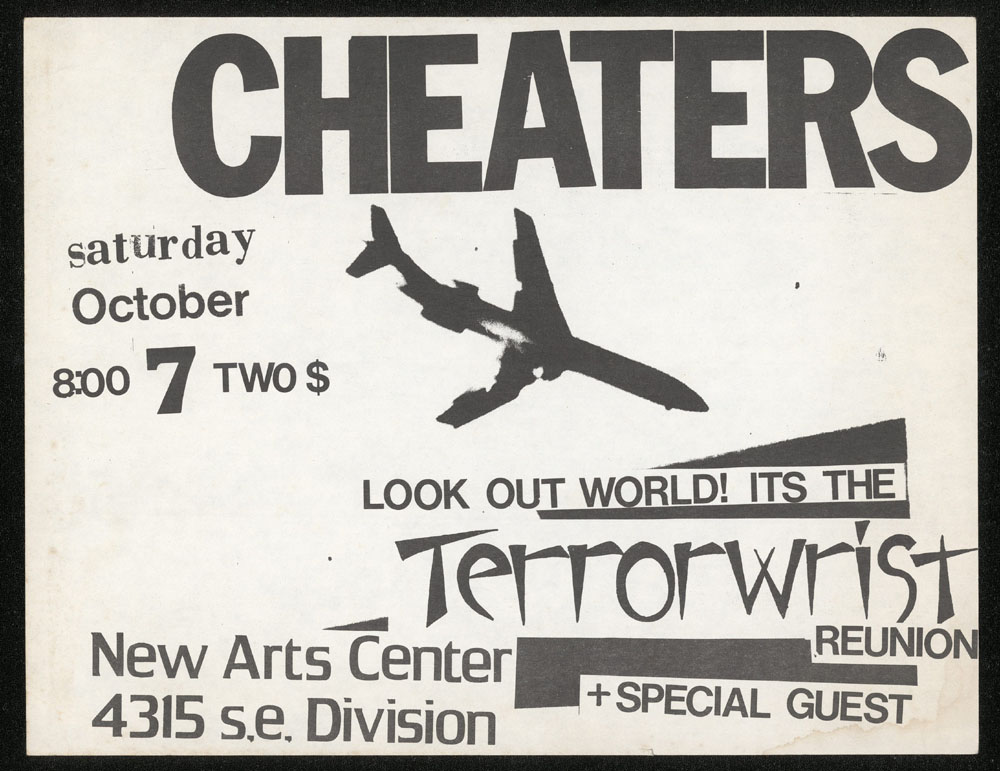 CHEATERS
saturday
October
8:00 7 TWO $
LOOK OUT WORLD! ITS THE
Terrorwrist
REUNION
+ SPECIAL GUEST
New Arts Center
4315 s.e. Division